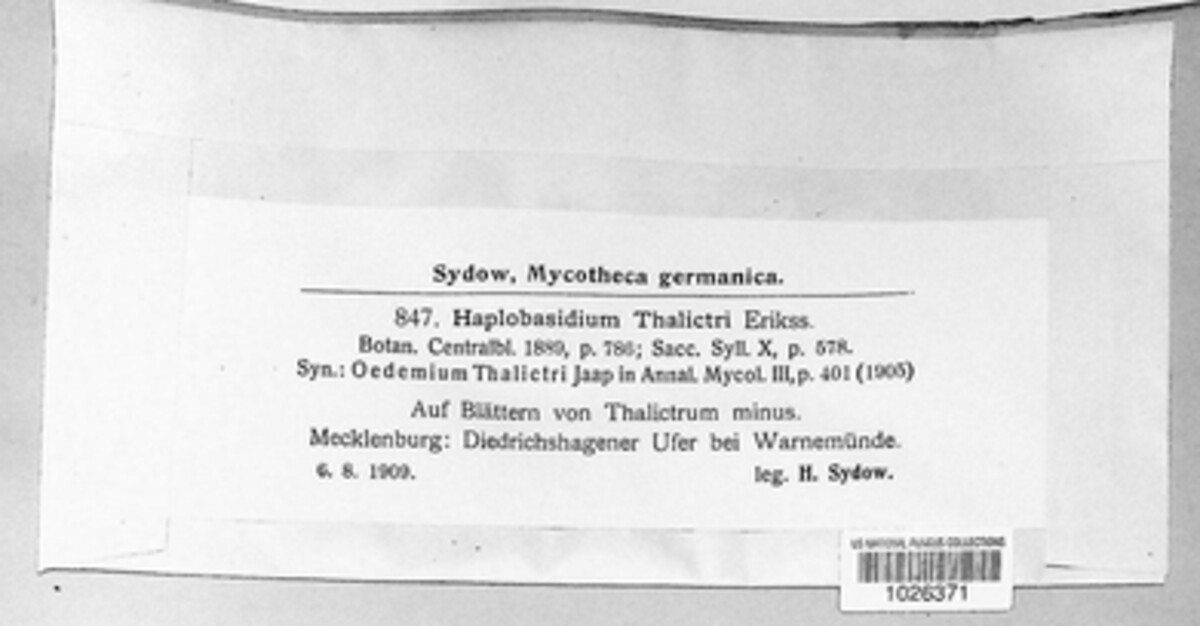 Sydow, Mycotheca germanica.
847. Haplobasidium Thalictri Erikss.
Botan. Centralbl. 1889, p. 786; Sacc. Syll. X, p. 578.
Syn.: Oedemium Thalictri Jaap in Annal. Mycol. III, p. 401 (1905)
Auf Blättern von Thalictrum minus.
Mecklenburg: Diedrichshagener Ufer bei Warnemünde.
6. 8. 1909. leg. H. Sydow.
US NATIONAL FUNGUS COLLECTIONS
1026371